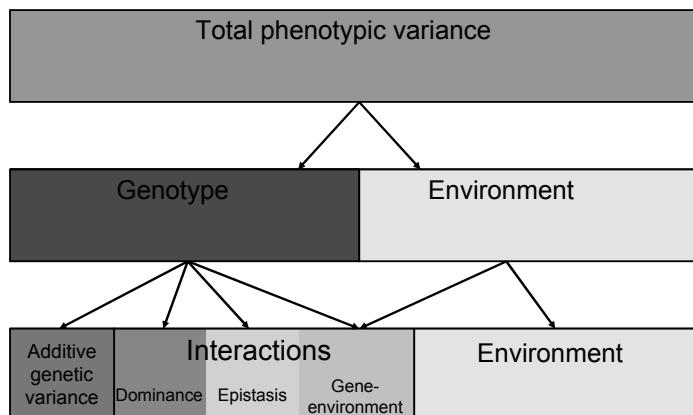 Total phenotypic variance
Genotype
Environment
Additive
genetic
variance
Interactions
Dominance
Epistasis
Gene-
environment
Environment